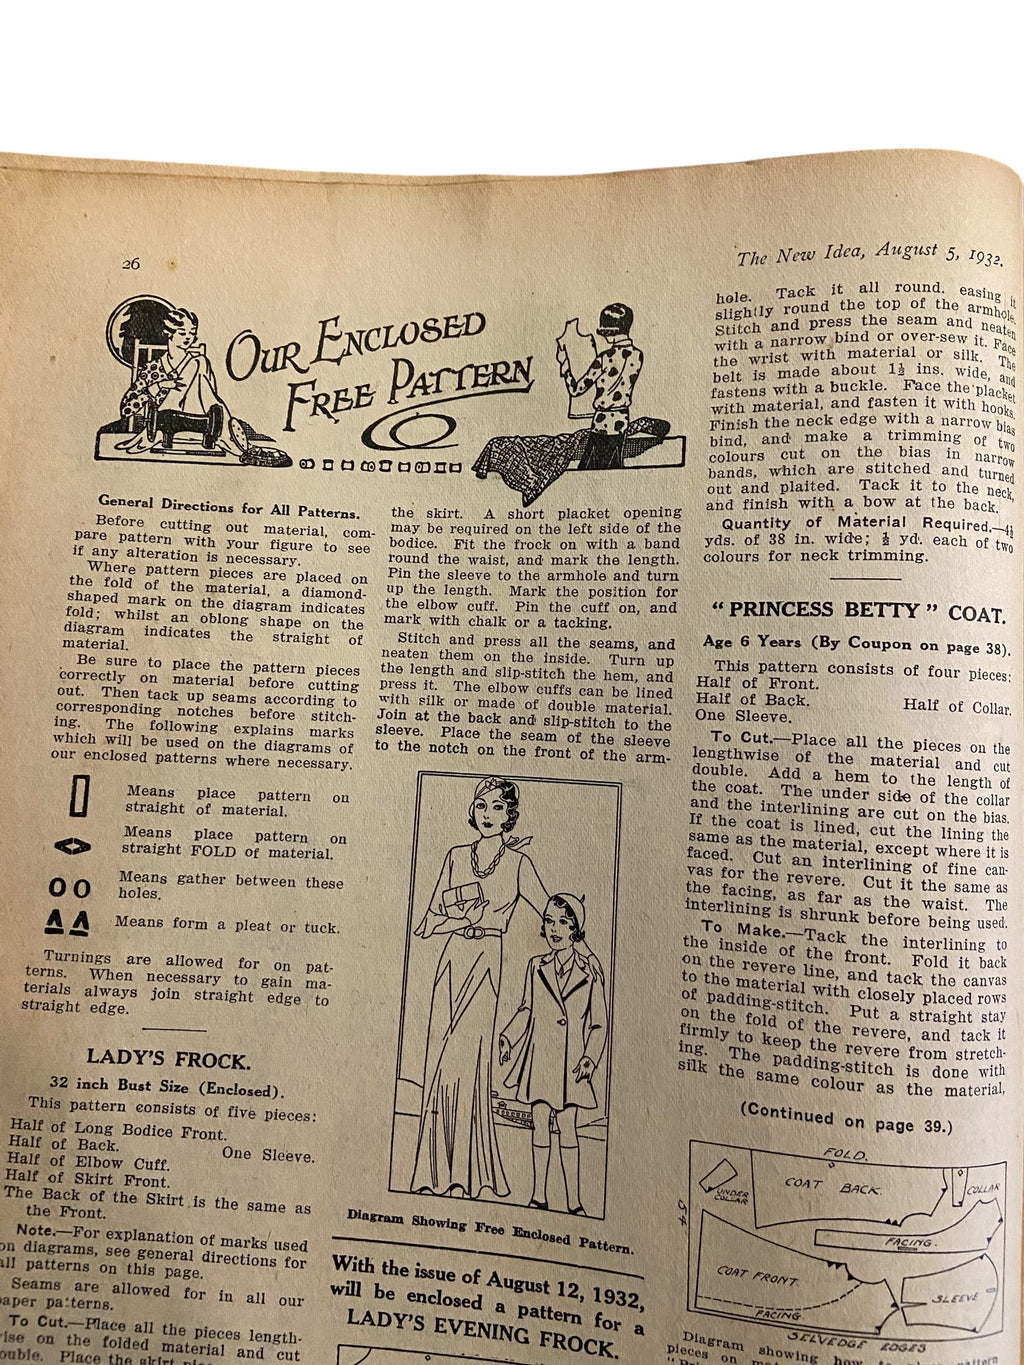 26
The New Idea, August 5, 1932.
OUR ENCLOSED
FREE PATTERN
General Directions for All Patterns.
Before cutting out material, com-
pare pattern with your figure to see
if any alteration is necessary.
Where pattern pieces are placed on
the fold of the material, a diamond-
shaped mark on the diagram indicates
fold; whilst an oblong shape on the
diagram indicates the straight of
material.
Be sure to place the pattern pieces
correctly on material before cutting
out. Then tack up seams according to
corresponding notches before stitch-
ing. The following explains marks
which will be used on the diagrams of
our enclosed patterns where necessary.
Means place pattern on
straight of material.
Means place pattern on
straight FOLD of material.
Means gather between these
holes.
Means form a pleat or tuck.
Turnings are allowed for on pat-
terns. When necessary to gain ma-
terials always join straight edge to
straight edge.
LADY'S FROCK.
32 inch Bust Size (Enclosed).
This pattern consists of five pieces:
Half of Long Bodice Front.
Half of Back. One Sleeve.
Half of Elbow Cuff.
Half of Skirt Front.
The Back of the Skirt is the same as
the Front.
Note.—For explanation of marks used
on diagrams, see general directions for
all patterns on this page.
Seams are allowed for in all our
paper patterns.
To Cut.—Place all the pieces length-
wise on the folded material and cut
double. Place the skirt
the skirt. A short placket opening
may be required on the left side of the
bodice. Fit the frock on with a band
round the waist, and mark the length.
Pin the sleeve to the armhole and turn
up the length. Mark the position for
the elbow cuff. Pin the cuff on, and
mark with chalk or a tacking.
Stitch and press all the seams, and
neaten them on the inside. Turn up
the length and slip-stitch the hem, and
press it. The elbow cuffs can be lined
with silk or made of double material.
Join at the back and slip-stitch to the
sleeve. Place the seam of the sleeve
to the notch on the front of the arm-
Diagram Showing Free Enclosed Pattern.
With the issue of August 12, 1932,
will be enclosed a pattern for a
LADY'S EVENING FROCK.
hole. Tack it all round, easing it
slightly round the top of the armhole.
Stitch and press the seam and neaten
with a narrow bind or over-sew it. Face
the wrist with material or silk. The
belt is made about 1½ ins. wide, and
fastens with a buckle. Face the placket
with material, and fasten it with hooks.
Finish the neck edge with a narrow bias
bind, and make a trimming of two
colours cut on the bias in narrow
bands, which are stitched and turned
out and plaited. Tack it to the neck,
and finish with a bow at the back.
Quantity of Material Required.—4½
yds. of 38 in. wide; ½ yd. each of two
colours for neck trimming.
"PRINCESS BETTY" COAT.
Age 6 Years (By Coupon on page 38).
This pattern consists of four pieces:
Half of Front.
Half of Back. Half of Collar.
One Sleeve.
To Cut.—Place all the pieces on the
lengthwise of the material and cut
double. Add a hem to the length of
the coat. The under side of the collar
and the interlining are cut on the bias.
If the coat is lined, cut the lining the
same as the material, except where it is
faced. Cut an interlining of fine can-
vas for the revere. Cut it the same as
the facing, as far as the waist. The
interlining is shrunk before being used.
To Make.—Tack the interlining to
the inside of the front. Fold it back
on the revere line, and tack the canvas
to the material with closely placed rows
of padding-stitch. Put a straight stay
on the fold of the revere, and tack it
firmly to keep the revere from stretch-
ing. The padding-stitch is done with
silk the same colour as the material,
(Continued on page 39.)
FOLD.
UNDER
COLLAR
COAT BACK.
COLLAR
54
FACING.
COAT FRONT.
SLEEVE
FACING
SELVEDGE EDGES
Diagram showing how
pieces on